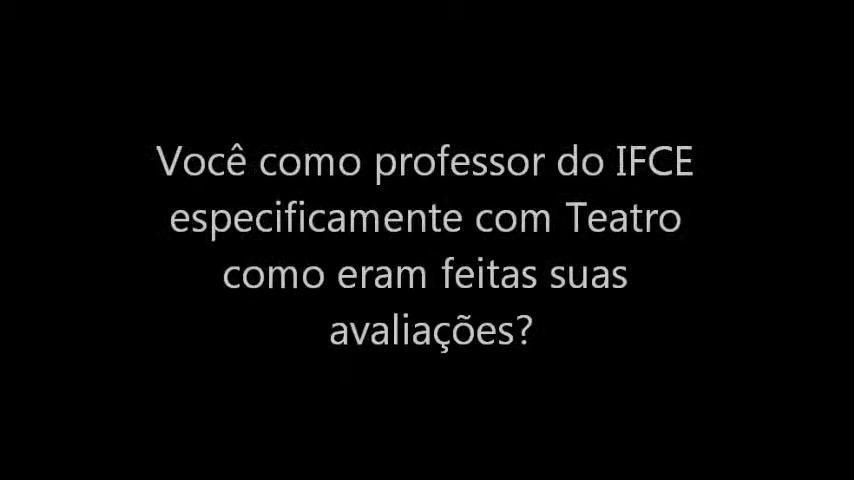 Você como professor do IFCE
especificamente com Teatro
como eram feitas suas
avaliações?